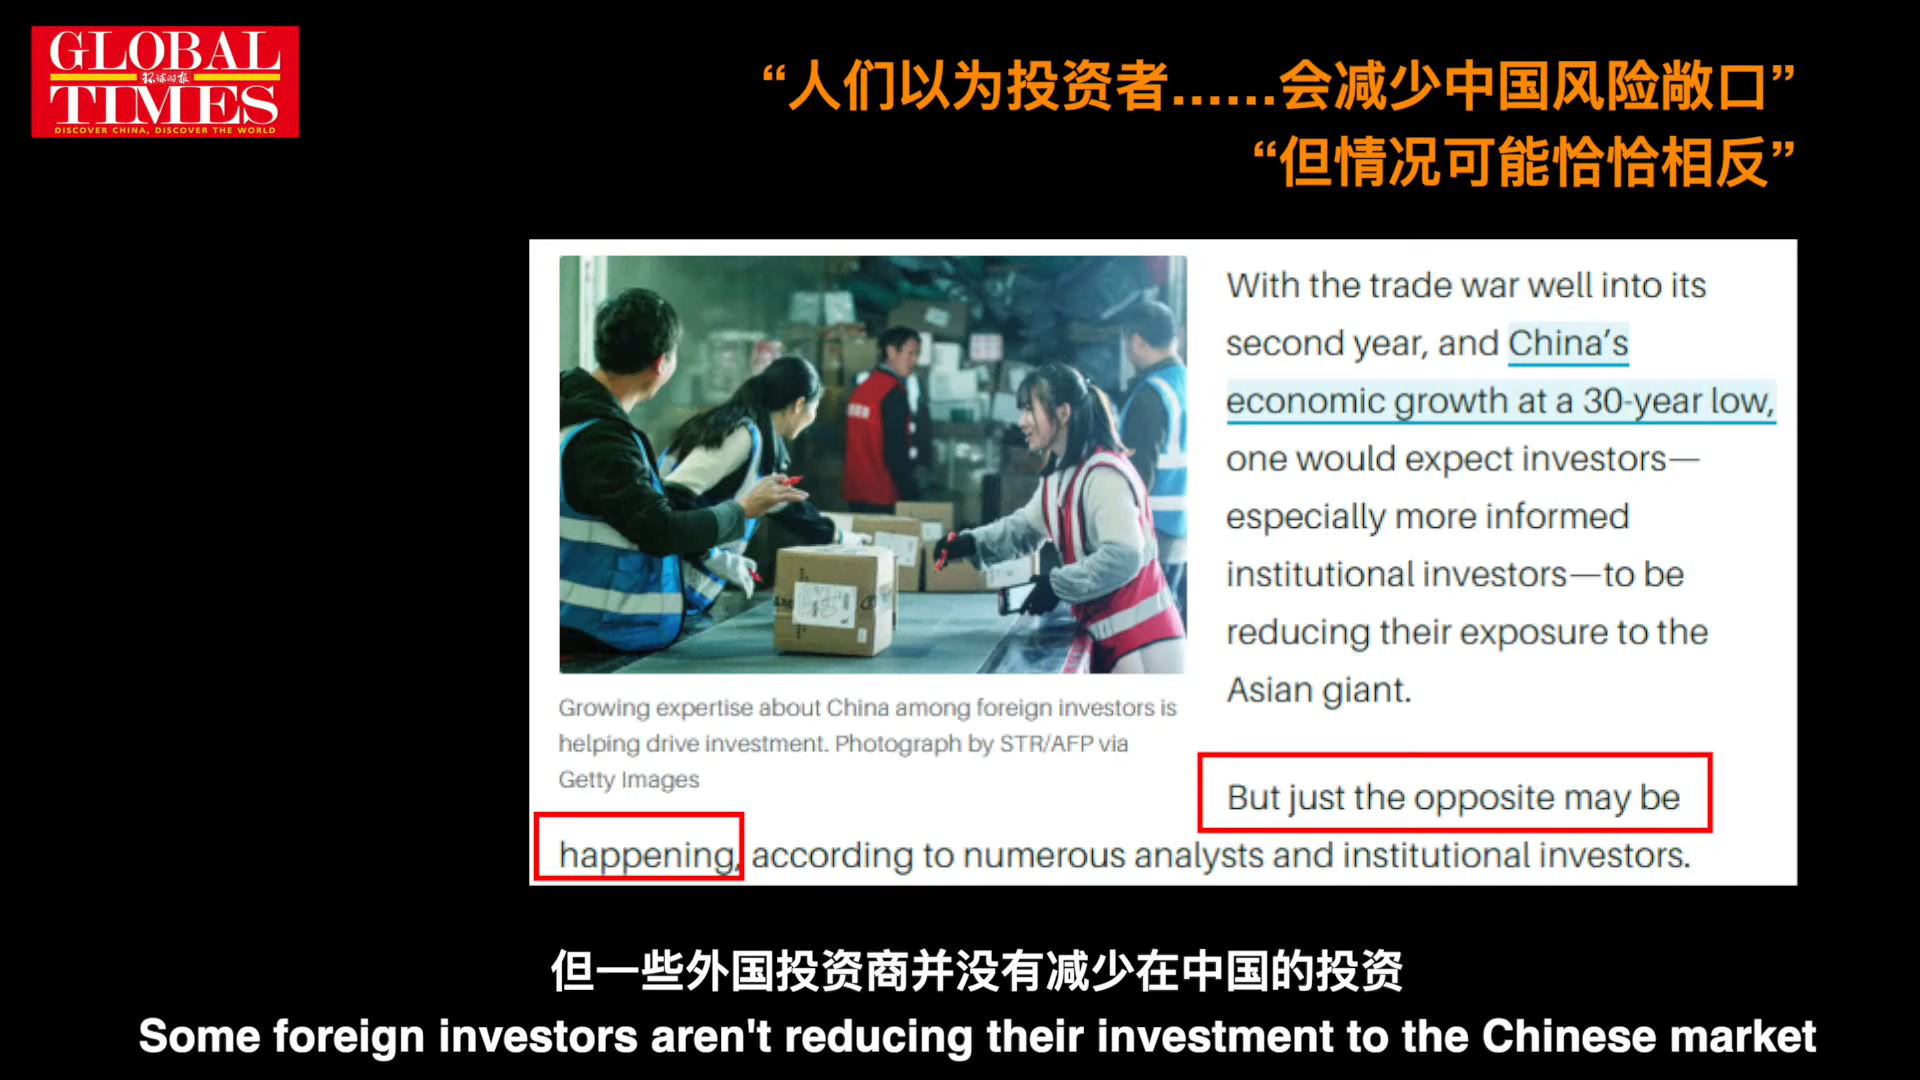 GLOBAL
环球时报
TIMES
DISCOVER CHINA, DISCOVER THE WORLD
“人们以为投资者……会减少中国风险敞口”
“但情况可能恰恰相反”
With the trade war well into its
second year, and China’s
economic growth at a 30-year low,
one would expect investors—
especially more informed
institutional investors—to be
reducing their exposure to the
Asian giant.
Growing expertise about China among foreign investors is
helping drive investment. Photograph by STR/AFP via
Getty Images
But just the opposite may be
happening, according to numerous analysts and institutional investors.
但一些外国投资商并没有减少在中国的投资
Some foreign investors aren't reducing their investment to the Chinese market